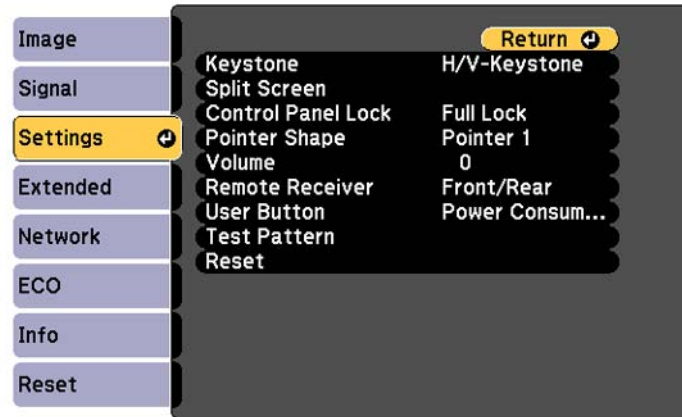 Image
Signal
Settings
Extended
Network
ECO
Info
Reset
Return
Keystone H/V-Keystone
Split Screen
Control Panel Lock Full Lock
Pointer Shape Pointer 1
Volume 0
Remote Receiver Front/Rear
User Button Power Consum...
Test Pattern
Reset